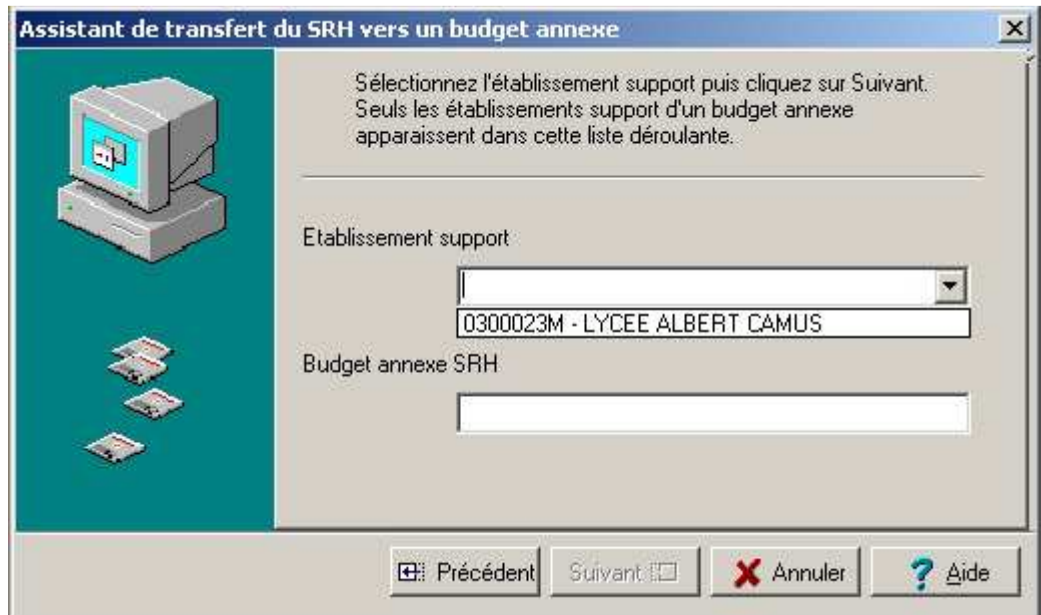 Assistant de transfert du SRH vers un budget annexe
Sélectionnez l'établissement support puis cliquez sur Suivant.
Seuls les établissements support d'un budget annexe
apparaissent dans cette liste déroulante.
Etablissement support
0300023M - LYCEE ALBERT CAMUS
Budget annexe SRH
Précédent Suivant Annuler Aide